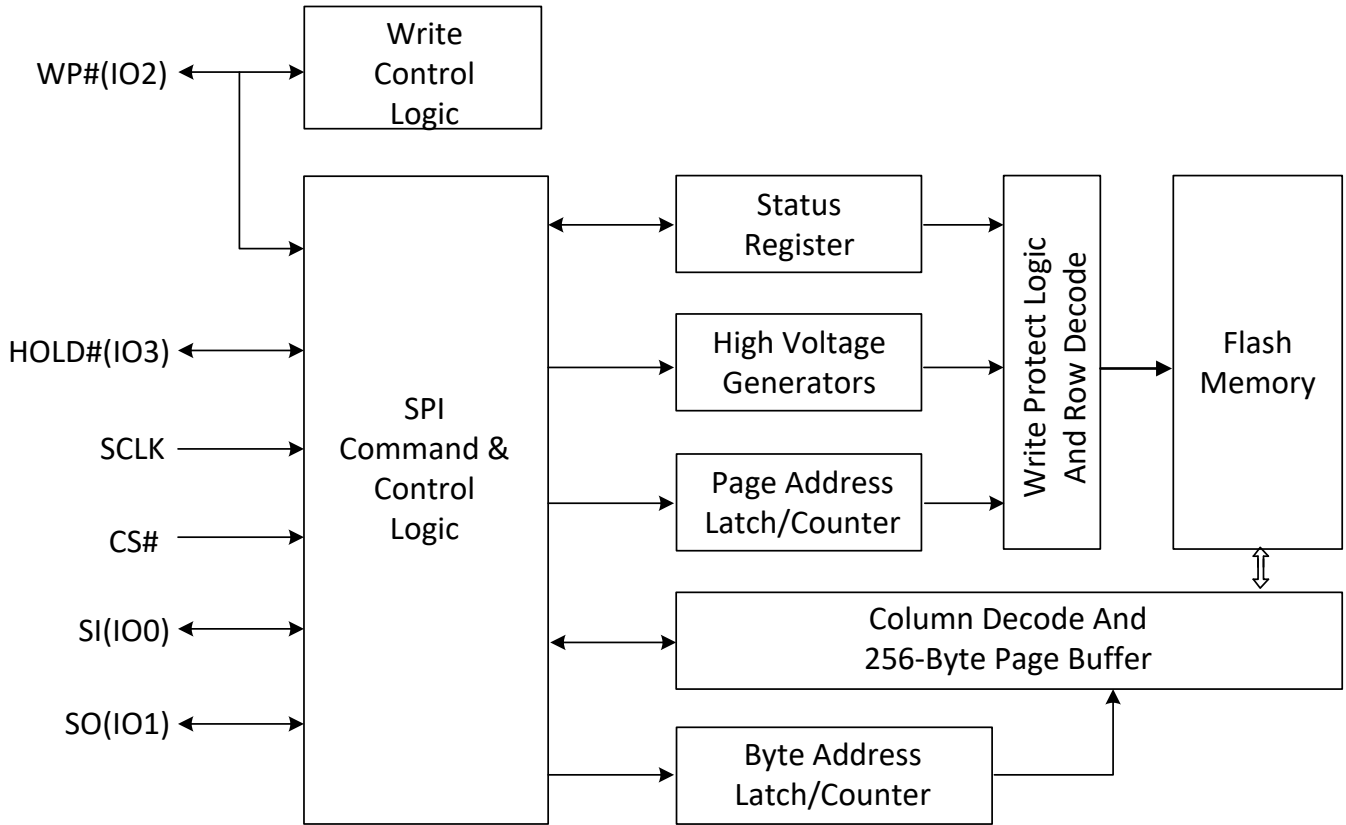 Write
Control
Logic
WP#(IO2)
HOLD#(IO3)
SCLK
CS#
SI(IO0)
SO(IO1)
SPI
Command &
Control
Logic
Status
Register
High Voltage
Generators
Page Address
Latch/Counter
Write Protect Logic
And Row Decode
Flash
Memory
Column Decode And
256-Byte Page Buffer
Byte Address
Latch/Counter